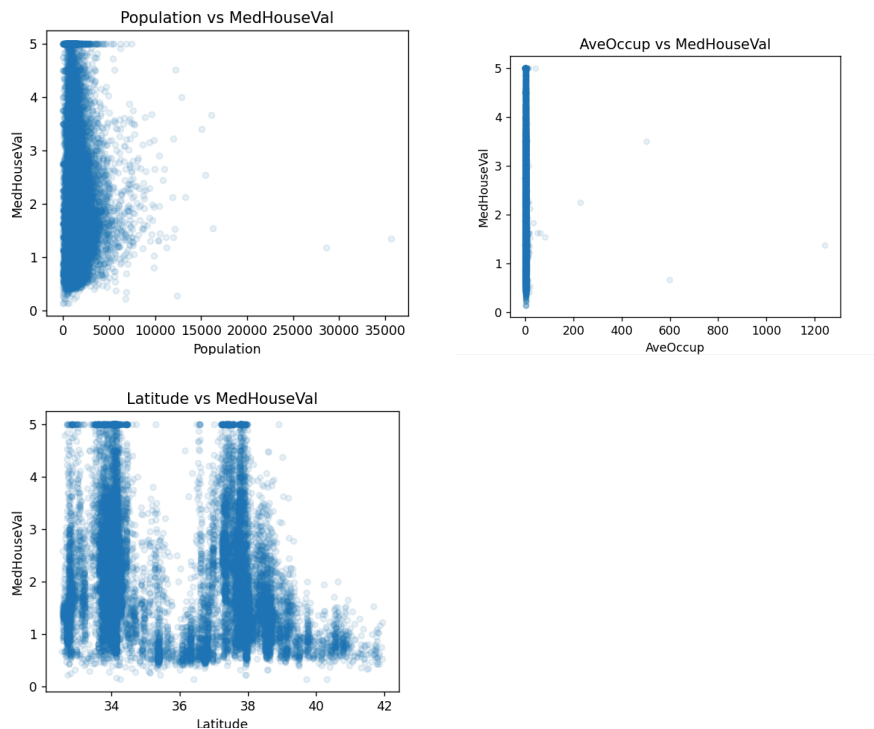 Population vs MedHouseVal
MedHouseVal
5
4
3
2
1
0
0 5000 10000 15000 20000 25000 30000 35000
Population
AveOccup vs MedHouseVal
MedHouseVal
5
4
3
2
1
0
0 200 400 600 800 1000 1200
AveOccup
Latitude vs MedHouseVal
MedHouseVal
5
4
3
2
1
0
34 36 38 40 42
Latitude